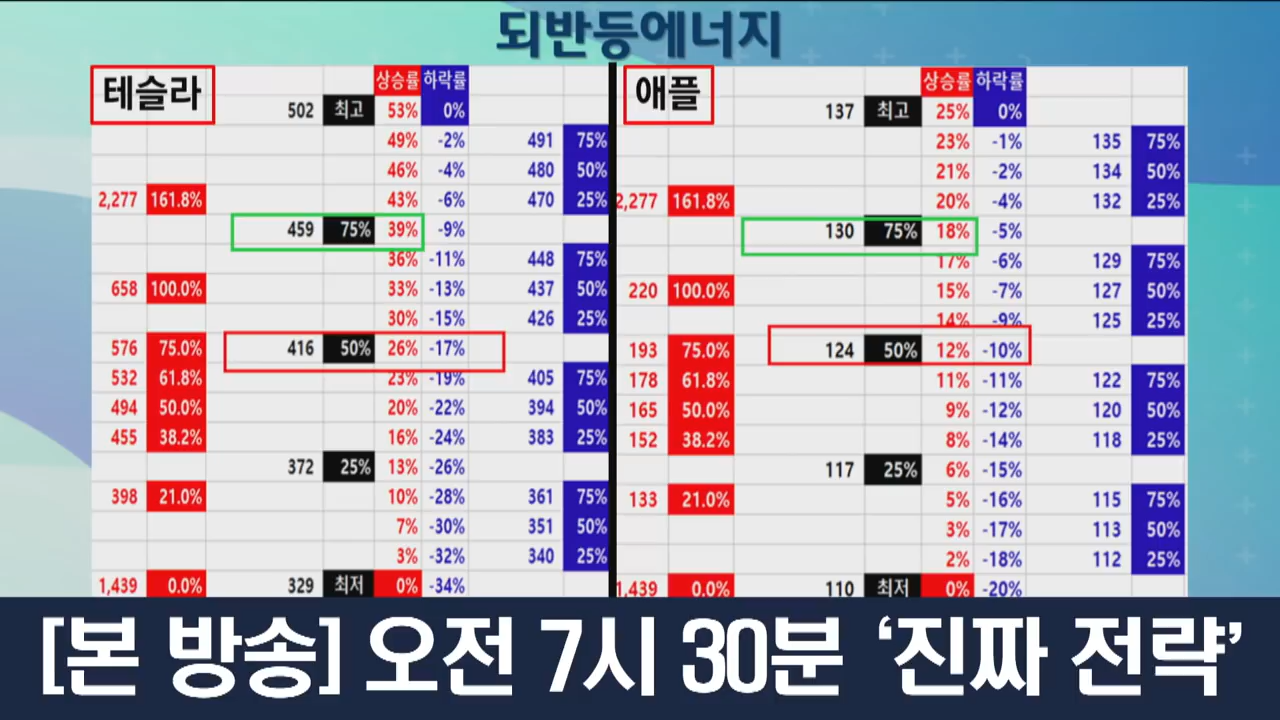 되반등에너지
테슬라 상승률 하락률
502 최고 53% 0%
49% -2% 491 75%
46% -4% 480 50%
2,277 161.8% 43% -6% 470 25%
459 75% 39% -9%
36% -11% 448 75%
658 100.0% 33% -13% 437 50%
30% -15% 426 25%
576 75.0% 416 50% 26% -17%
532 61.8% 23% -19% 405 75%
494 50.0% 20% -22% 394 50%
455 38.2% 16% -24% 383 25%
372 25% 13% -26%
398 21.0% 10% -28% 361 75%
7% -30% 351 50%
3% -32% 340 25%
1,439 0.0% 329 최저 0% -34%
애플 상승률 하락률
137 최고 25% 0%
23% -1% 135 75%
21% -2% 134 50%
2,277 161.8% 20% -4% 132 25%
130 75% 18% -5%
17% -6% 129 75%
220 100.0% 15% -7% 127 50%
14% -9% 125 25%
193 75.0% 124 50% 12% -10%
178 61.8% 11% -11% 122 75%
165 50.0% 9% -12% 120 50%
152 38.2% 8% -14% 118 25%
117 25% 6% -15%
133 21.0% 5% -16% 115 75%
3% -17% 113 50%
2% -18% 112 25%
1,439 0.0% 110 최저 0% -20%
[본 방송] 오전 7시 30분 ‘진짜 전략’